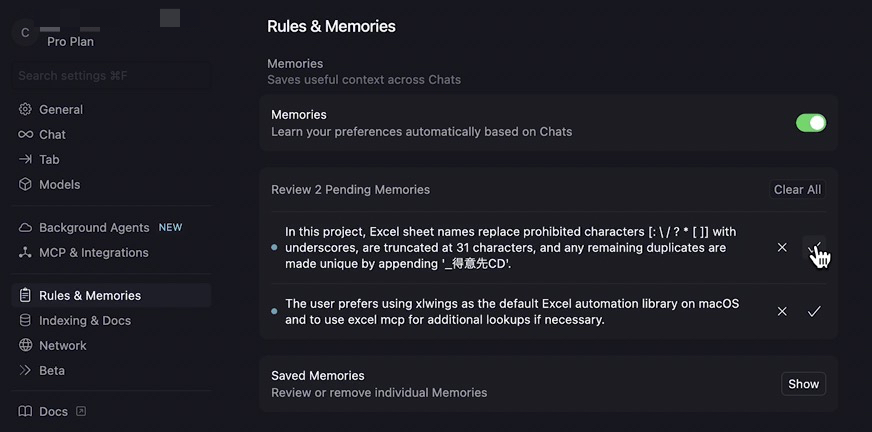 C
Pro Plan
Search settings ⌘F
General
Chat
Tab
Models
Background Agents NEW
MCP & Integrations
Rules & Memories
Indexing & Docs
Network
Beta
Docs
Rules & Memories
Memories
Saves useful context across Chats
Memories
Learn your preferences automatically based on Chats
Review 2 Pending Memories
Clear All
In this project, Excel sheet names replace prohibited characters [: \ / ? * [ ]] with
underscores, are truncated at 31 characters, and any remaining duplicates are
made unique by appending '_得意先CD'.
The user prefers using xlwings as the default Excel automation library on macOS
and to use excel mcp for additional lookups if necessary.
Saved Memories
Review or remove individual Memories
Show